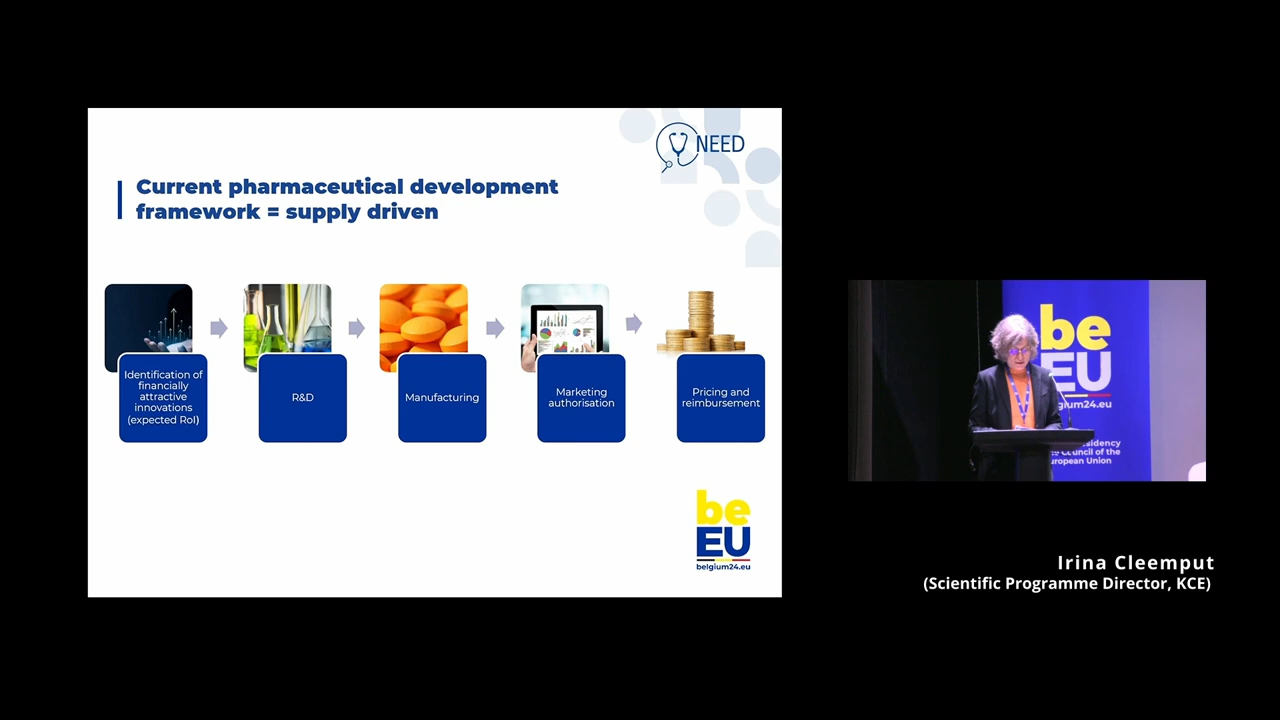 NEED
Current pharmaceutical development
framework = supply driven
Identification of
financially
attractive
innovations
(expected RoI)
R&D
Manufacturing
Marketing
authorisation
Pricing and
reimbursement
be
EU
belgium24.eu
be
EU
gium24.eu
sidency
Council of the
uropean Union
Irina Cleemput
(Scientific Programme Director, KCE)